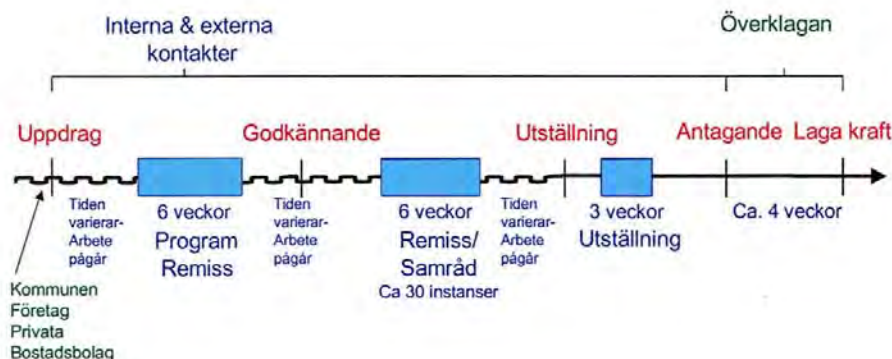 Interna & externa
kontakter
Överklagan
Uppdrag
Godkännande
Utställning
Antagande
Laga kraft
Tiden
varierar-
Arbete
pågår
6 veckor
Program
Remiss
Tiden
varierar-
Arbete
pågår
6 veckor
Remiss/
Samråd
Ca 30 instanser
Tiden
varierar-
Arbete
pågår
3 veckor
Utställning
Ca. 4 veckor
Kommunen
Företag
Privata
Bostadsbolag